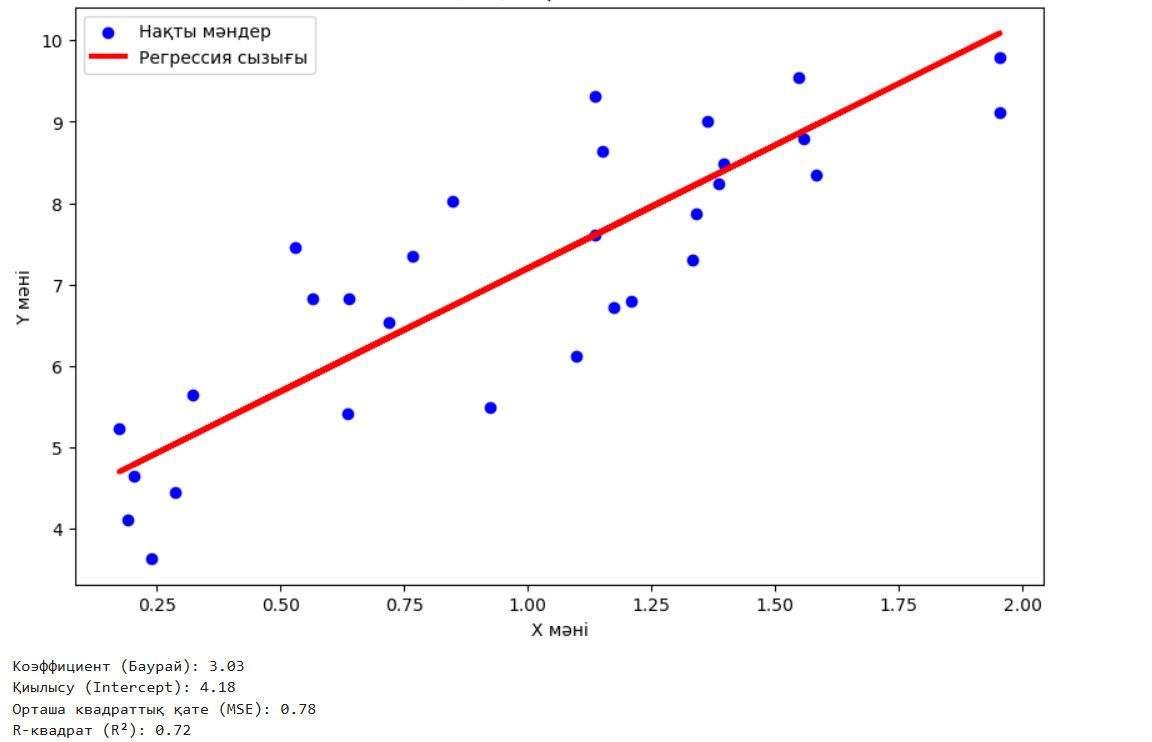 Нақты мәндер
Регрессия сызығы
10
9
8
7
6
5
4
Y мәні
0.25 0.50 0.75 1.00 1.25 1.50 1.75 2.00
X мәні
Коэффициент (Баурай): 3.03
Қиылысу (Intercept): 4.18
Орташа квадраттық қате (MSE): 0.78
R-квадрат (R²): 0.72